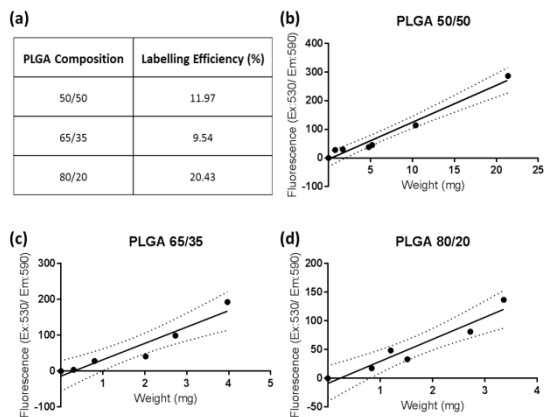 (a)
PLGA Composition Labelling Efficiency (%)
50/50 11.97
65/35 9.54
80/20 20.43
(b)
PLGA 50/50
Fluorescence (Ex:530/ Em:590)
400
300
200
100
0
-100
5 10 15 20 25
Weight (mg)
(c)
PLGA 65/35
Fluorescence (Ex:530/ Em:590)
300
200
100
0
-100
1 2 3 4 5
Weight (mg)
(d)
PLGA 80/20
Fluorescence (Ex:530/ Em:590)
200
150
100
50
0
-50
1 2 3 4
Weight (mg)